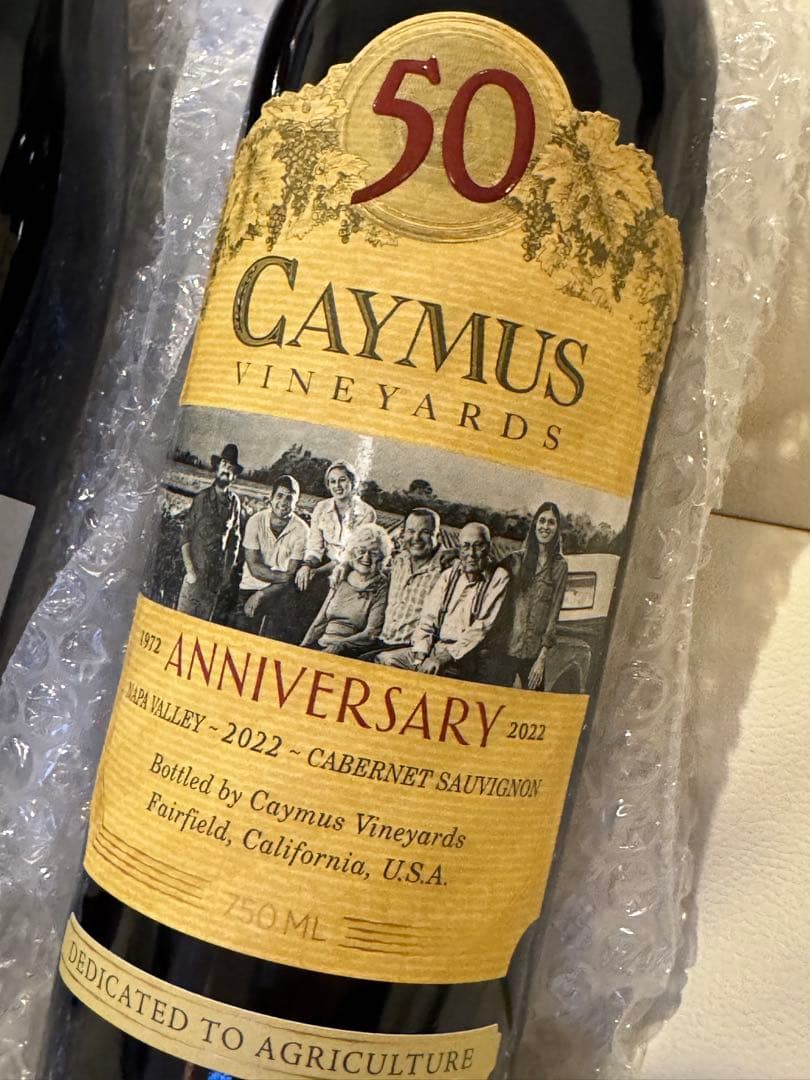 50
CAYMUS
VINEYARDS
1972 ANNIVERSARY 2022
NAPA VALLEY ~ 2022 ~ CABERNET SAUVIGNON
Bottled by Caymus Vineyards
Fairfield, California, U.S.A.
750 ML
DEDICATED TO AGRICULTURE